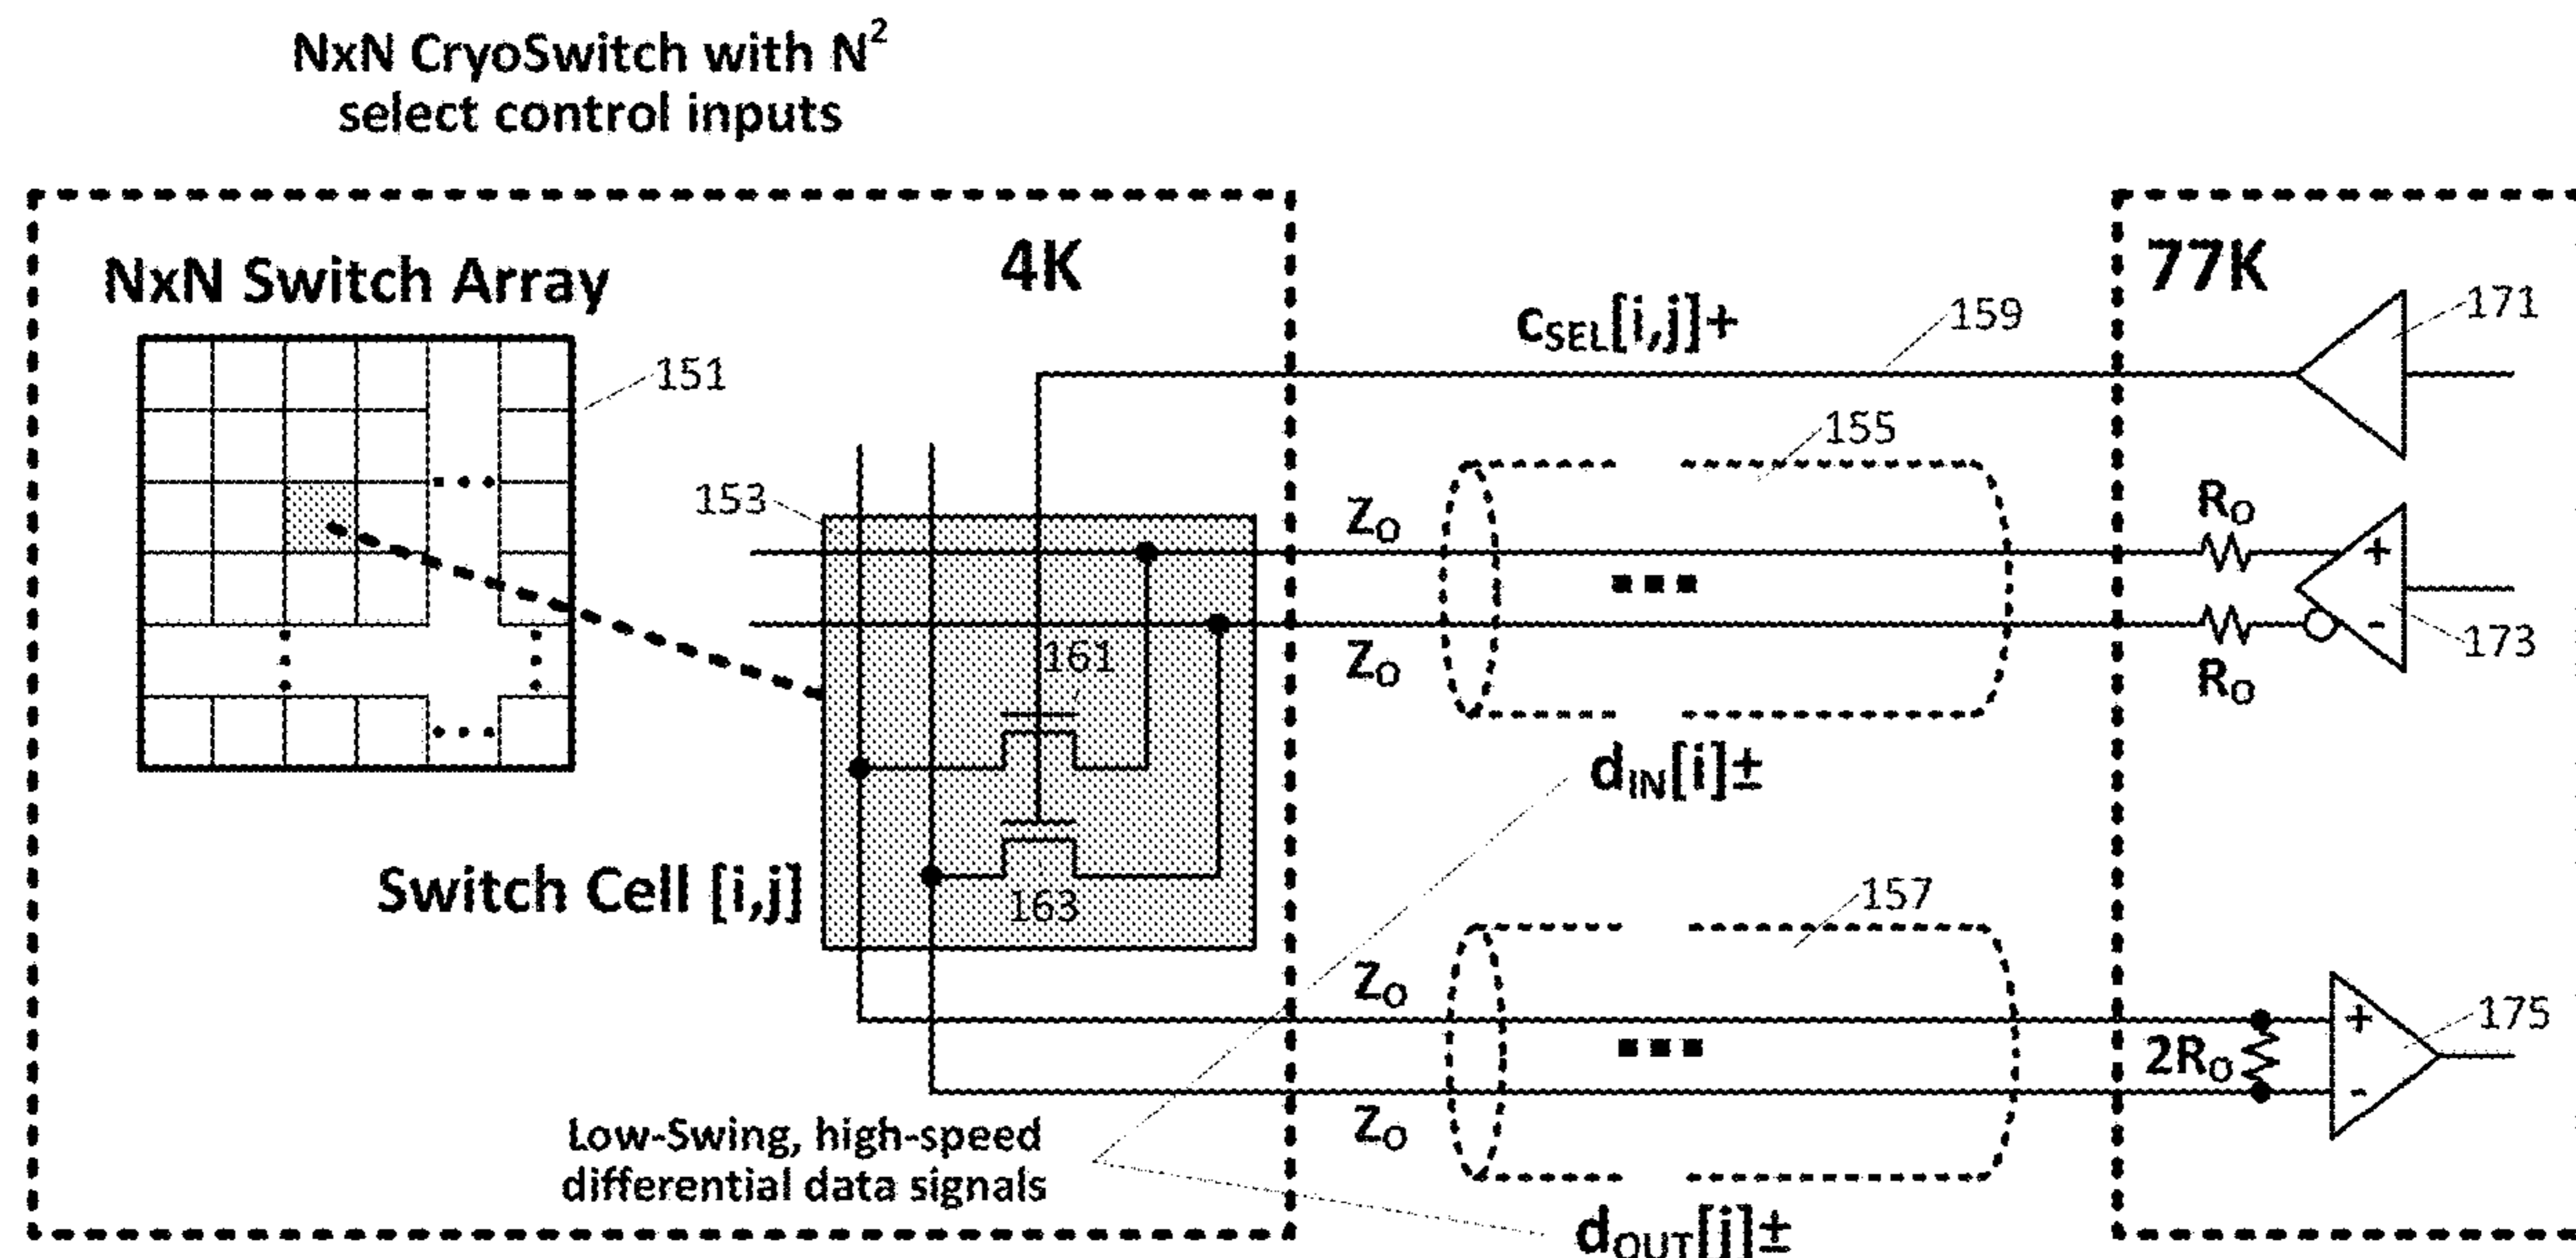 NxN CryoSwitch with N²
select control inputs
4K
77K
NxN Switch Array
171
cSEL[i,j]+
159
151
155
153
ZO
RO
+
161
-
173
ZO
RO
dIN[i]±
Switch Cell [i,j]
163
157
ZO
+
175
2RO
-
ZO
Low-Swing, high-speed
differential data signals
dOUT[j]±